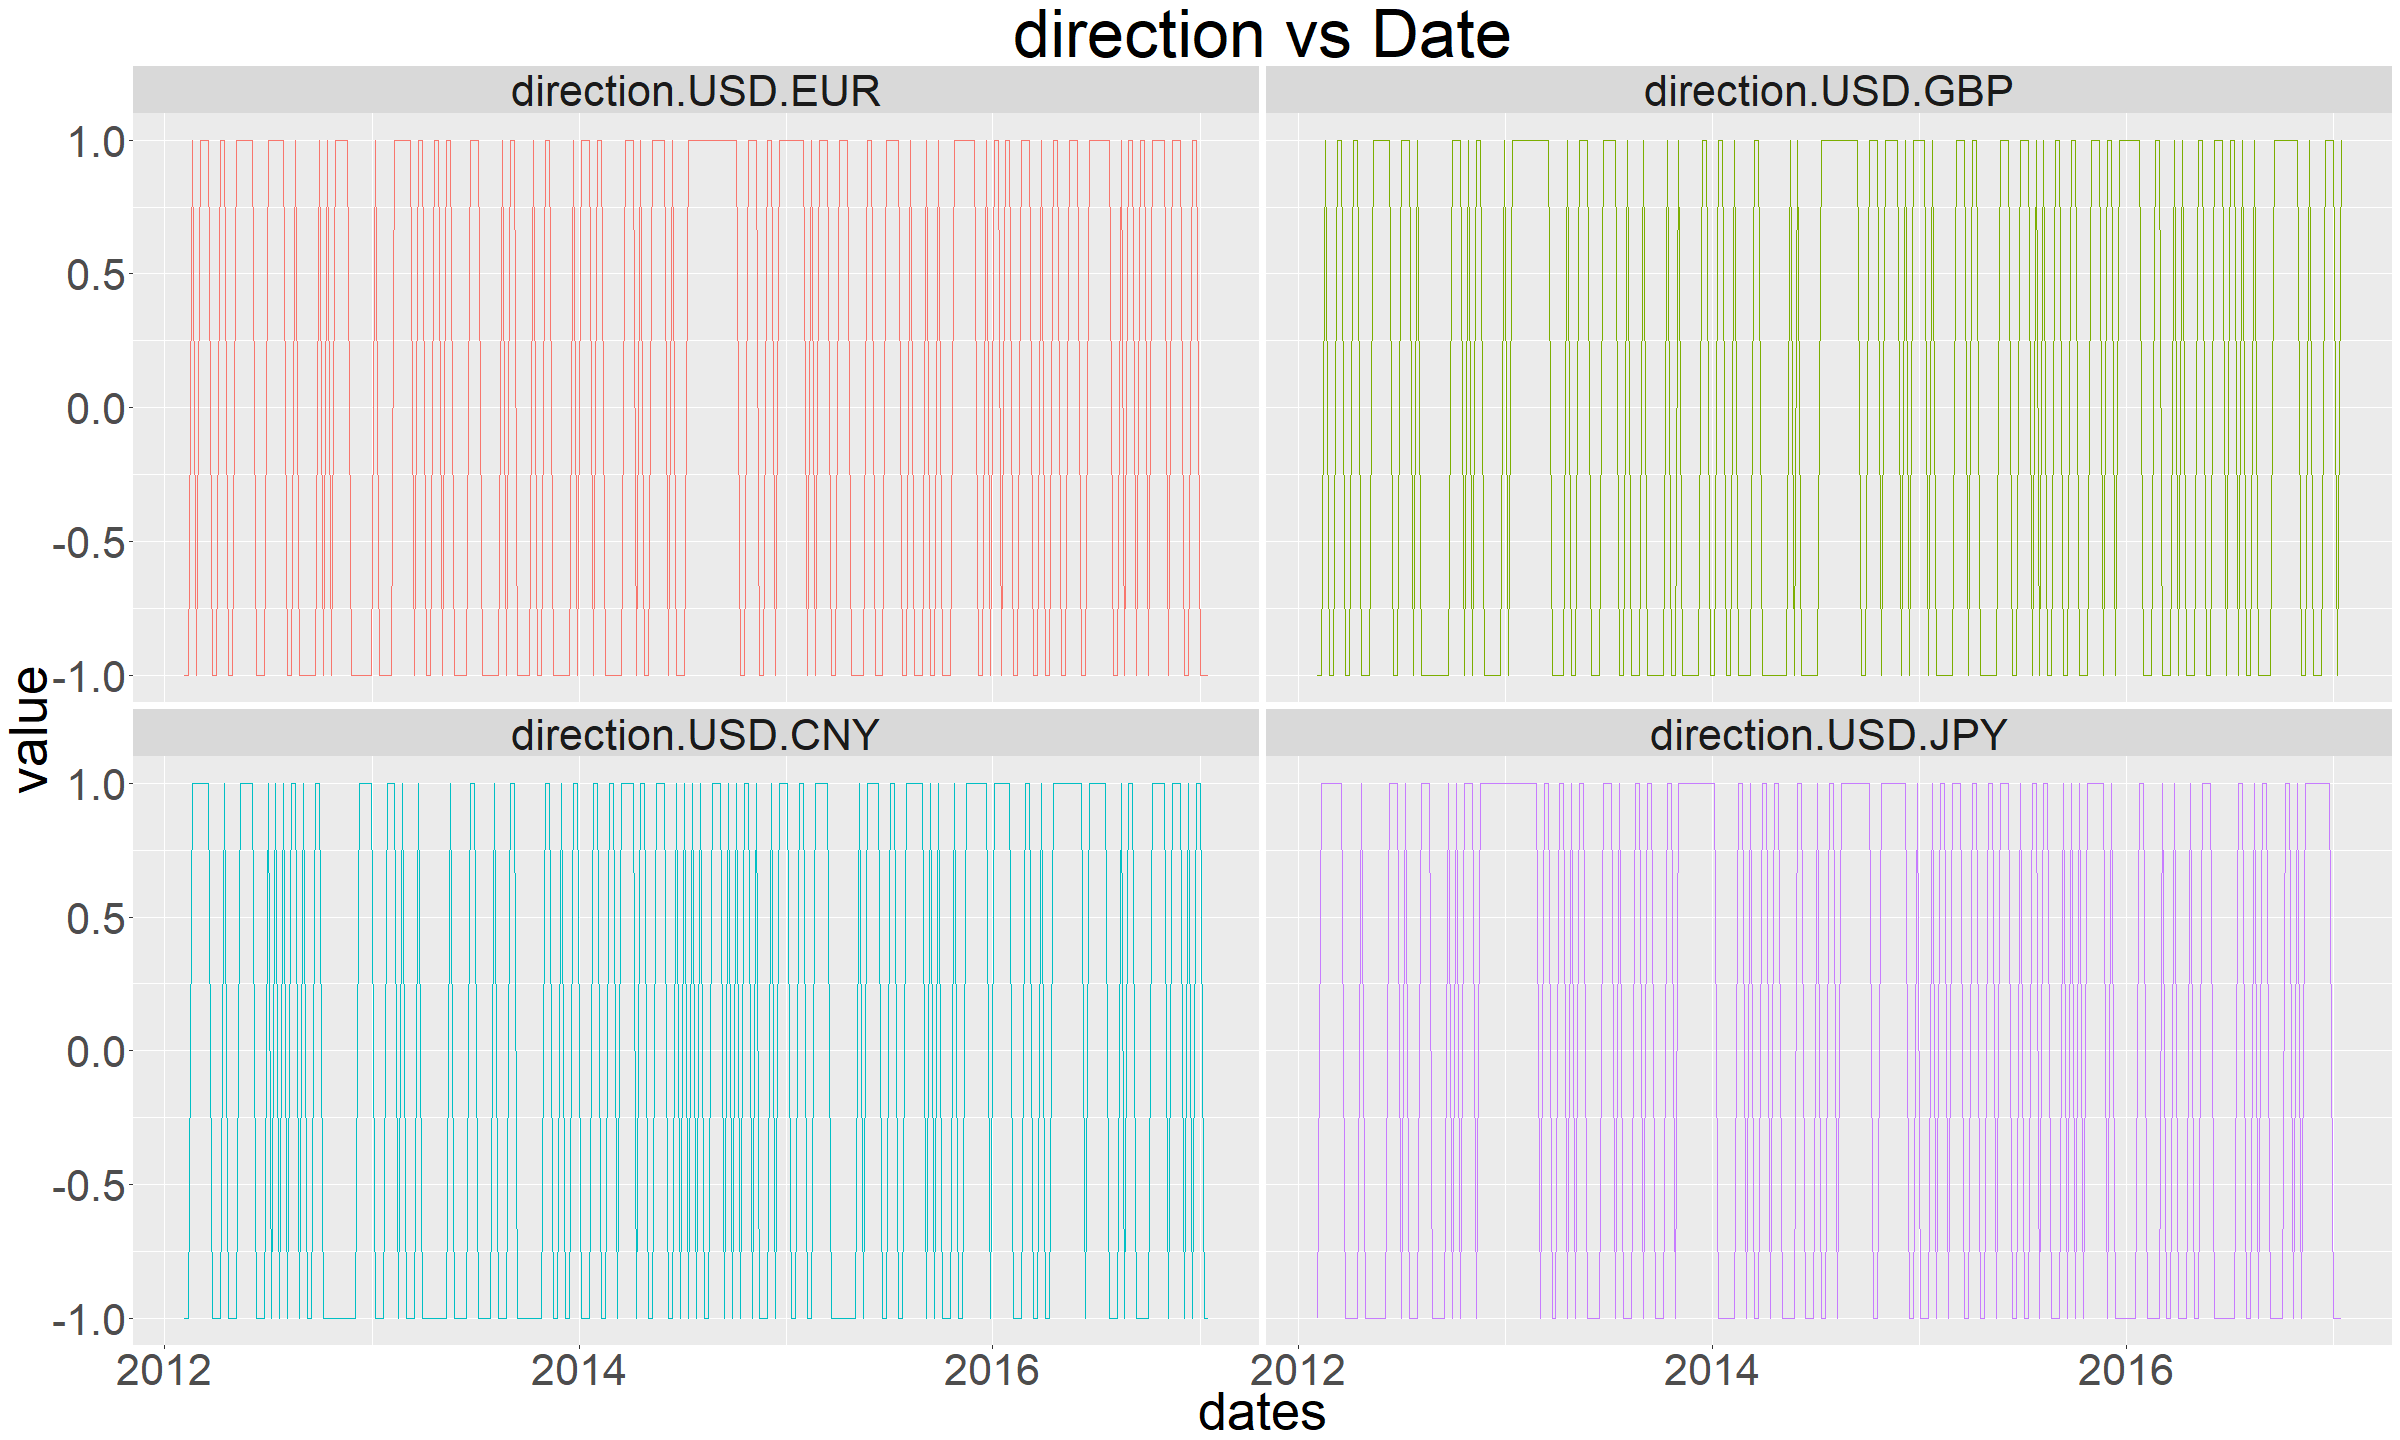 direction vs Date
direction.USD.EUR
direction.USD.GBP
1.0
0.5
0.0
-0.5
-1.0
value
direction.USD.CNY
direction.USD.JPY
1.0
0.5
0.0
-0.5
-1.0
2012
2014
2016
2012
2014
2016
dates